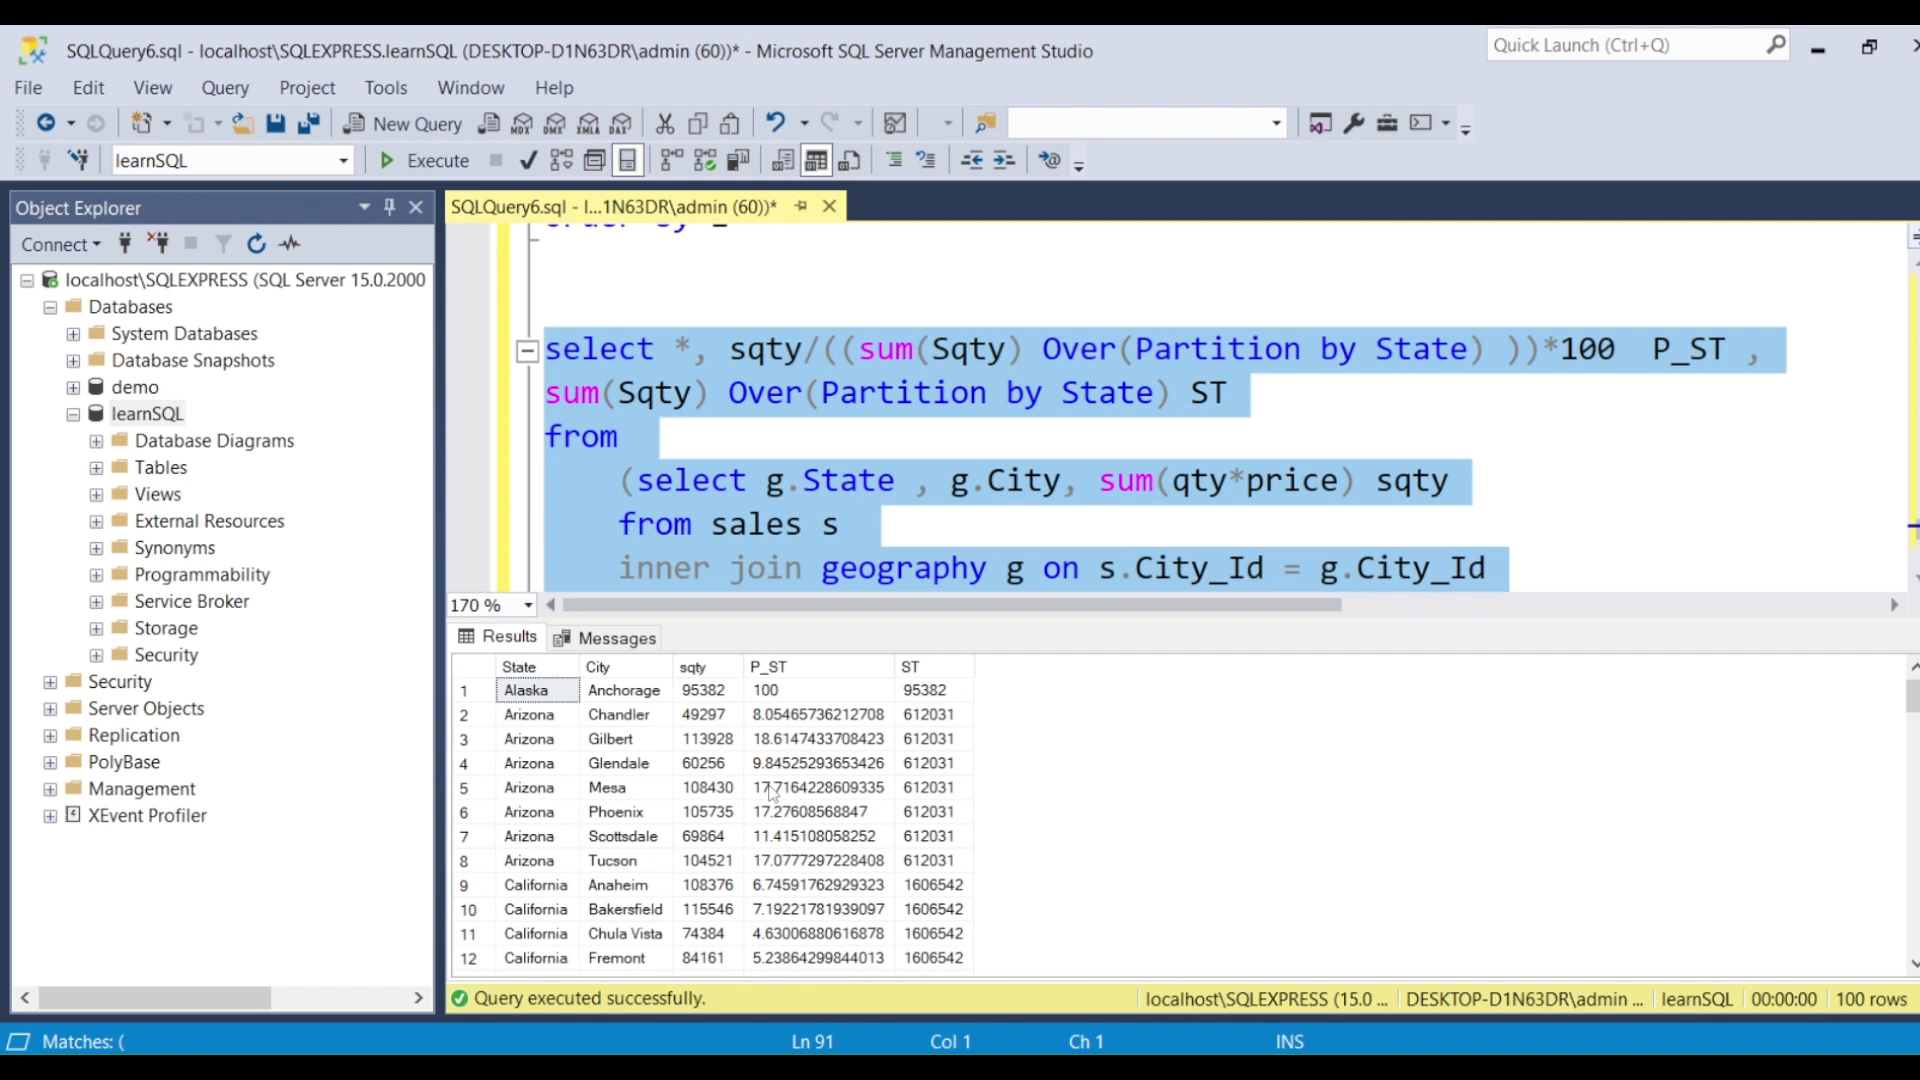 SQLQuery6.sql - localhost\SQLEXPRESS.learnSQL (DESKTOP-D1N63DR\admin (60))* - Microsoft SQL Server Management Studio
Quick Launch (Ctrl+Q)
File Edit View Query Project Tools Window Help
New Query MDX DMX XMLA DAX
learnSQL Execute
Object Explorer
Connect
localhost\SQLEXPRESS (SQL Server 15.0.2000
Databases
System Databases
Database Snapshots
demo
learnSQL
Database Diagrams
Tables
Views
External Resources
Synonyms
Programmability
Service Broker
Storage
Security
Security
Server Objects
Replication
PolyBase
Management
XEvent Profiler
SQLQuery6.sql - l...1N63DR\admin (60))*
select *, sqty/((sum(Sqty) Over(Partition by State) ))*100 P_ST ,
sum(Sqty) Over(Partition by State) ST
from
(select g.State , g.City, sum(qty*price) sqty
from sales s
inner join geography g on s.City_Id = g.City_Id
170 %
Results Messages
State City sqty P_ST ST
1 Alaska Anchorage 95382 100 95382
2 Arizona Chandler 49297 8.05465736212708 612031
3 Arizona Gilbert 113928 18.6147433708423 612031
4 Arizona Glendale 60256 9.84525293653426 612031
5 Arizona Mesa 108430 17.7164228609335 612031
6 Arizona Phoenix 105735 17.27608568847 612031
7 Arizona Scottsdale 69864 11.415108058252 612031
8 Arizona Tucson 104521 17.0777297228408 612031
9 California Anaheim 108376 6.74591762929323 1606542
10 California Bakersfield 115546 7.19221781939097 1606542
11 California Chula Vista 74384 4.63006880616878 1606542
12 California Fremont 84161 5.23864299844013 1606542
Query executed successfully. localhost\SQLEXPRESS (15.0 ... DESKTOP-D1N63DR\admin ... learnSQL 00:00:00 100 rows
Matches: ( Ln 91 Col 1 Ch 1 INS